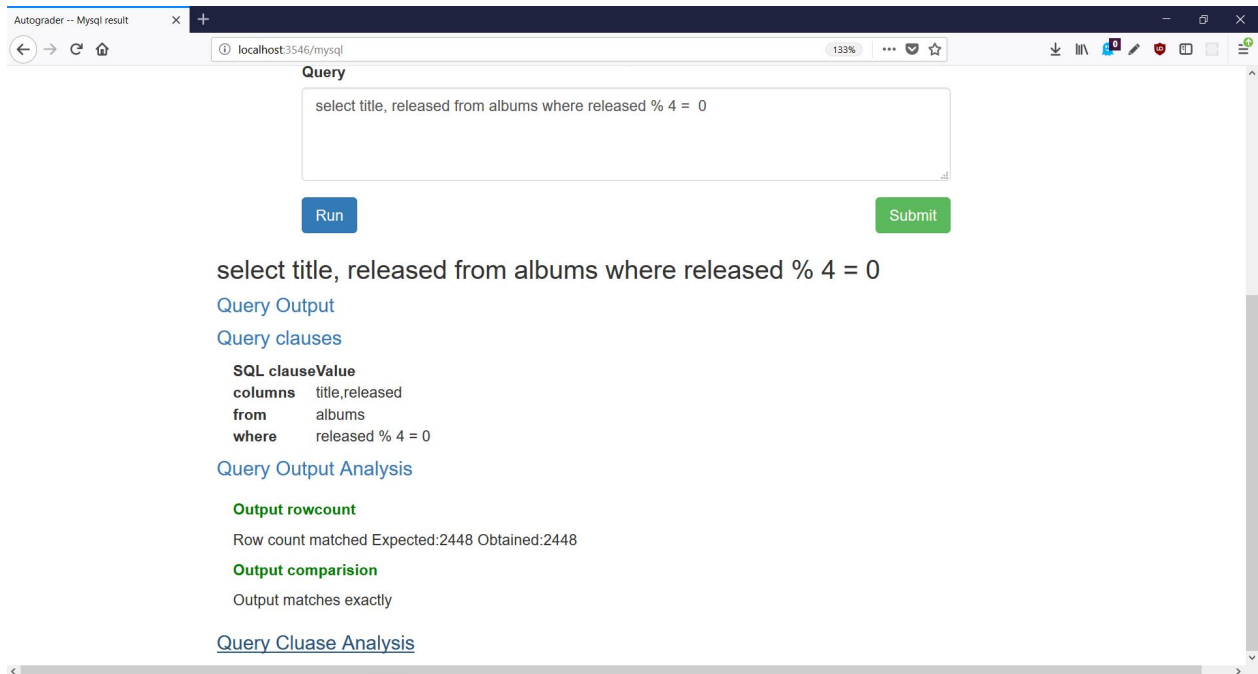 Autograder -- Mysql result
localhost:3546/mysql
133%
0
Query
select title, released from albums where released % 4 =  0
Run
Submit
select title, released from albums where released % 4 = 0
Query Output
Query clauses
SQL clauseValue
columns title,released
from albums
where released % 4 = 0
Query Output Analysis
Output rowcount
Row count matched Expected:2448 Obtained:2448
Output comparision
Output matches exactly
Query Cluase Analysis